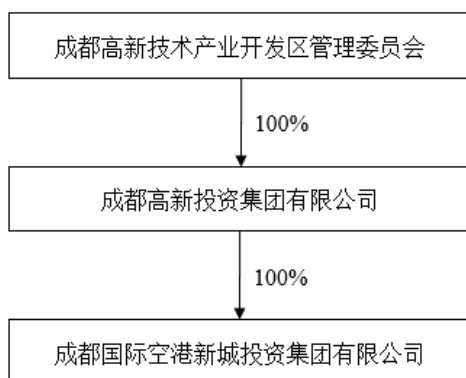 成都高新技术产业开发区管理委员会
100%
成都高新投资集团有限公司
100%
成都国际空港新城投资集团有限公司